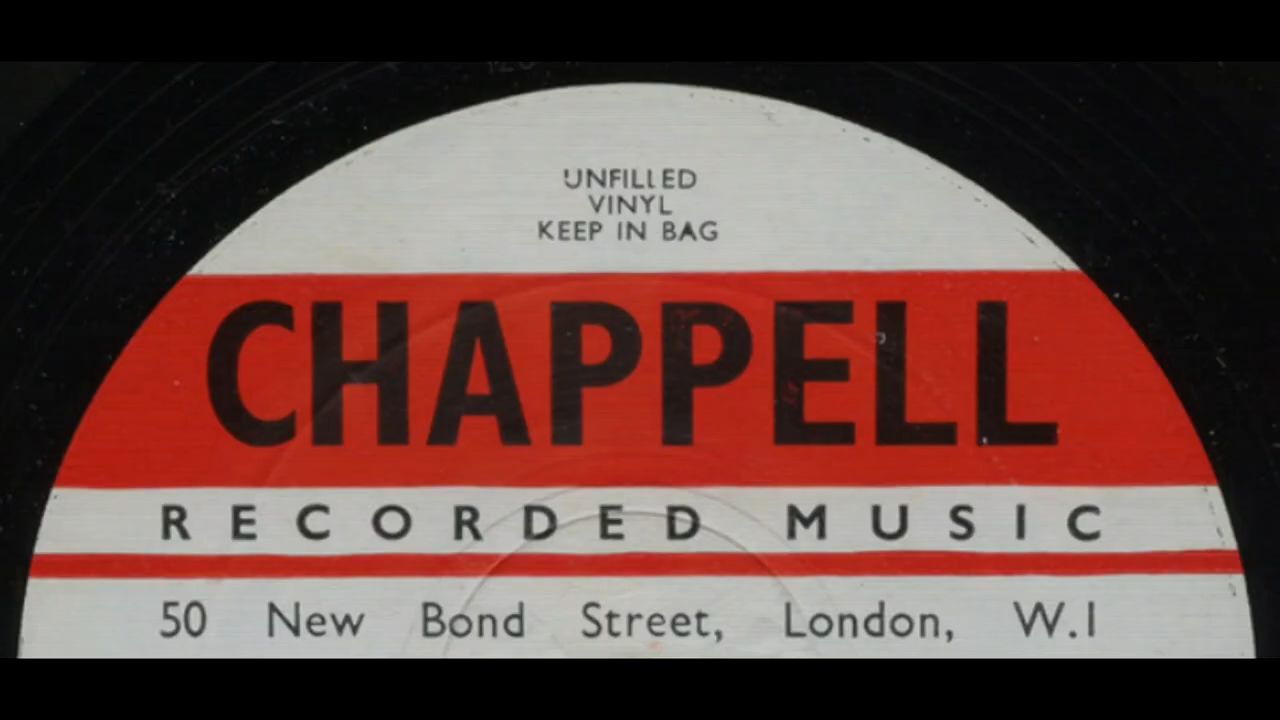 UNFILLED
VINYL
KEEP IN BAG
CHAPPELL
RECORDED MUSIC
50 New Bond Street, London, W.1